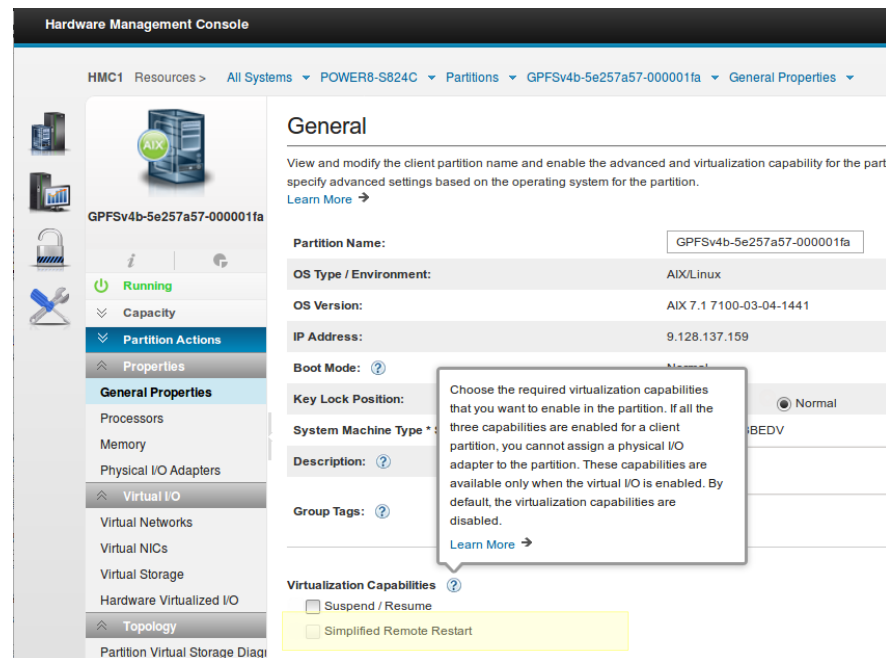 Hardware Management Console
HMC1 Resources > All Systems POWER8-S824C Partitions GPFSv4b-5e257a57-000001fa General Properties
AIX
GPFSv4b-5e257a57-000001fa
i
Running
Capacity
Partition Actions
Properties
General Properties
Processors
Memory
Physical I/O Adapters
Virtual I/O
Virtual Networks
Virtual NICs
Virtual Storage
Hardware Virtualized I/O
Topology
Partition Virtual Storage Diag
General
View and modify the client partition name and enable the advanced and virtualization capability for the part
specify advanced settings based on the operating system for the partition.
Learn More →
Partition Name: GPFSv4b-5e257a57-000001fa
OS Type / Environment: AIX/Linux
OS Version: AIX 7.1 7100-03-04-1441
IP Address: 9.128.137.159
Boot Mode: ? Normal
Key Lock Position: Normal
System Machine Type * BEDV
Description: ?
Group Tags: ?
Choose the required virtualization capabilities
that you want to enable in the partition. If all the
three capabilities are enabled for a client
partition, you cannot assign a physical I/O
adapter to the partition. These capabilities are
available only when the virtual I/O is enabled. By
default, the virtualization capabilities are
disabled.
Learn More →
Virtualization Capabilities ?
Suspend / Resume
Simplified Remote Restart